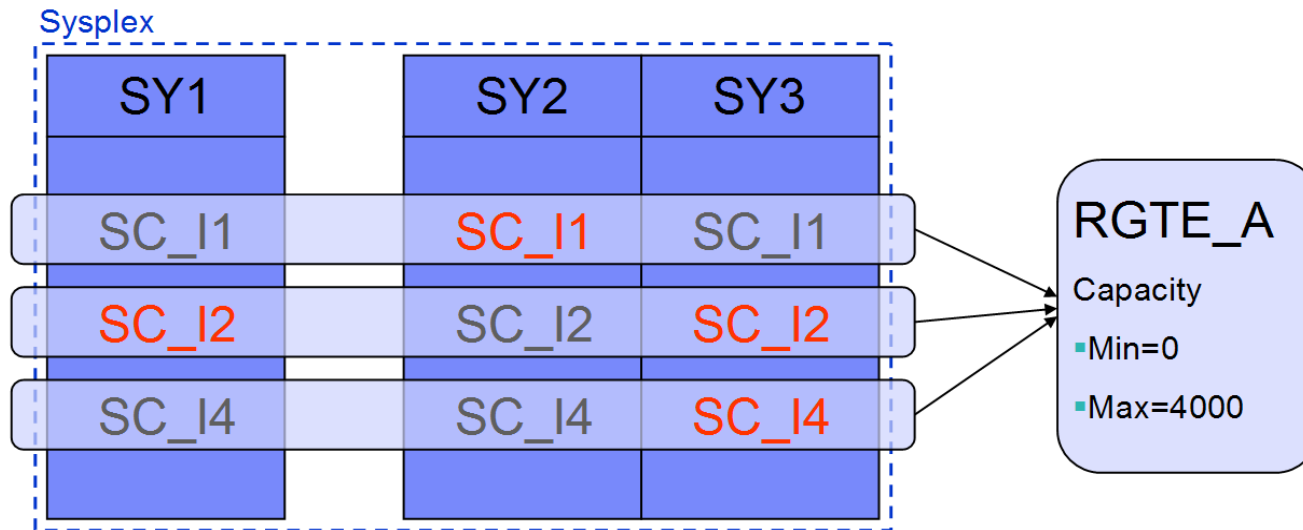 Sysplex
SY1 SY2 SY3
SC_I1 SC_I1 SC_I1
SC_I2 SC_I2 SC_I2
SC_I4 SC_I4 SC_I4
RGTE_A
Capacity
▪Min=0
▪Max=4000